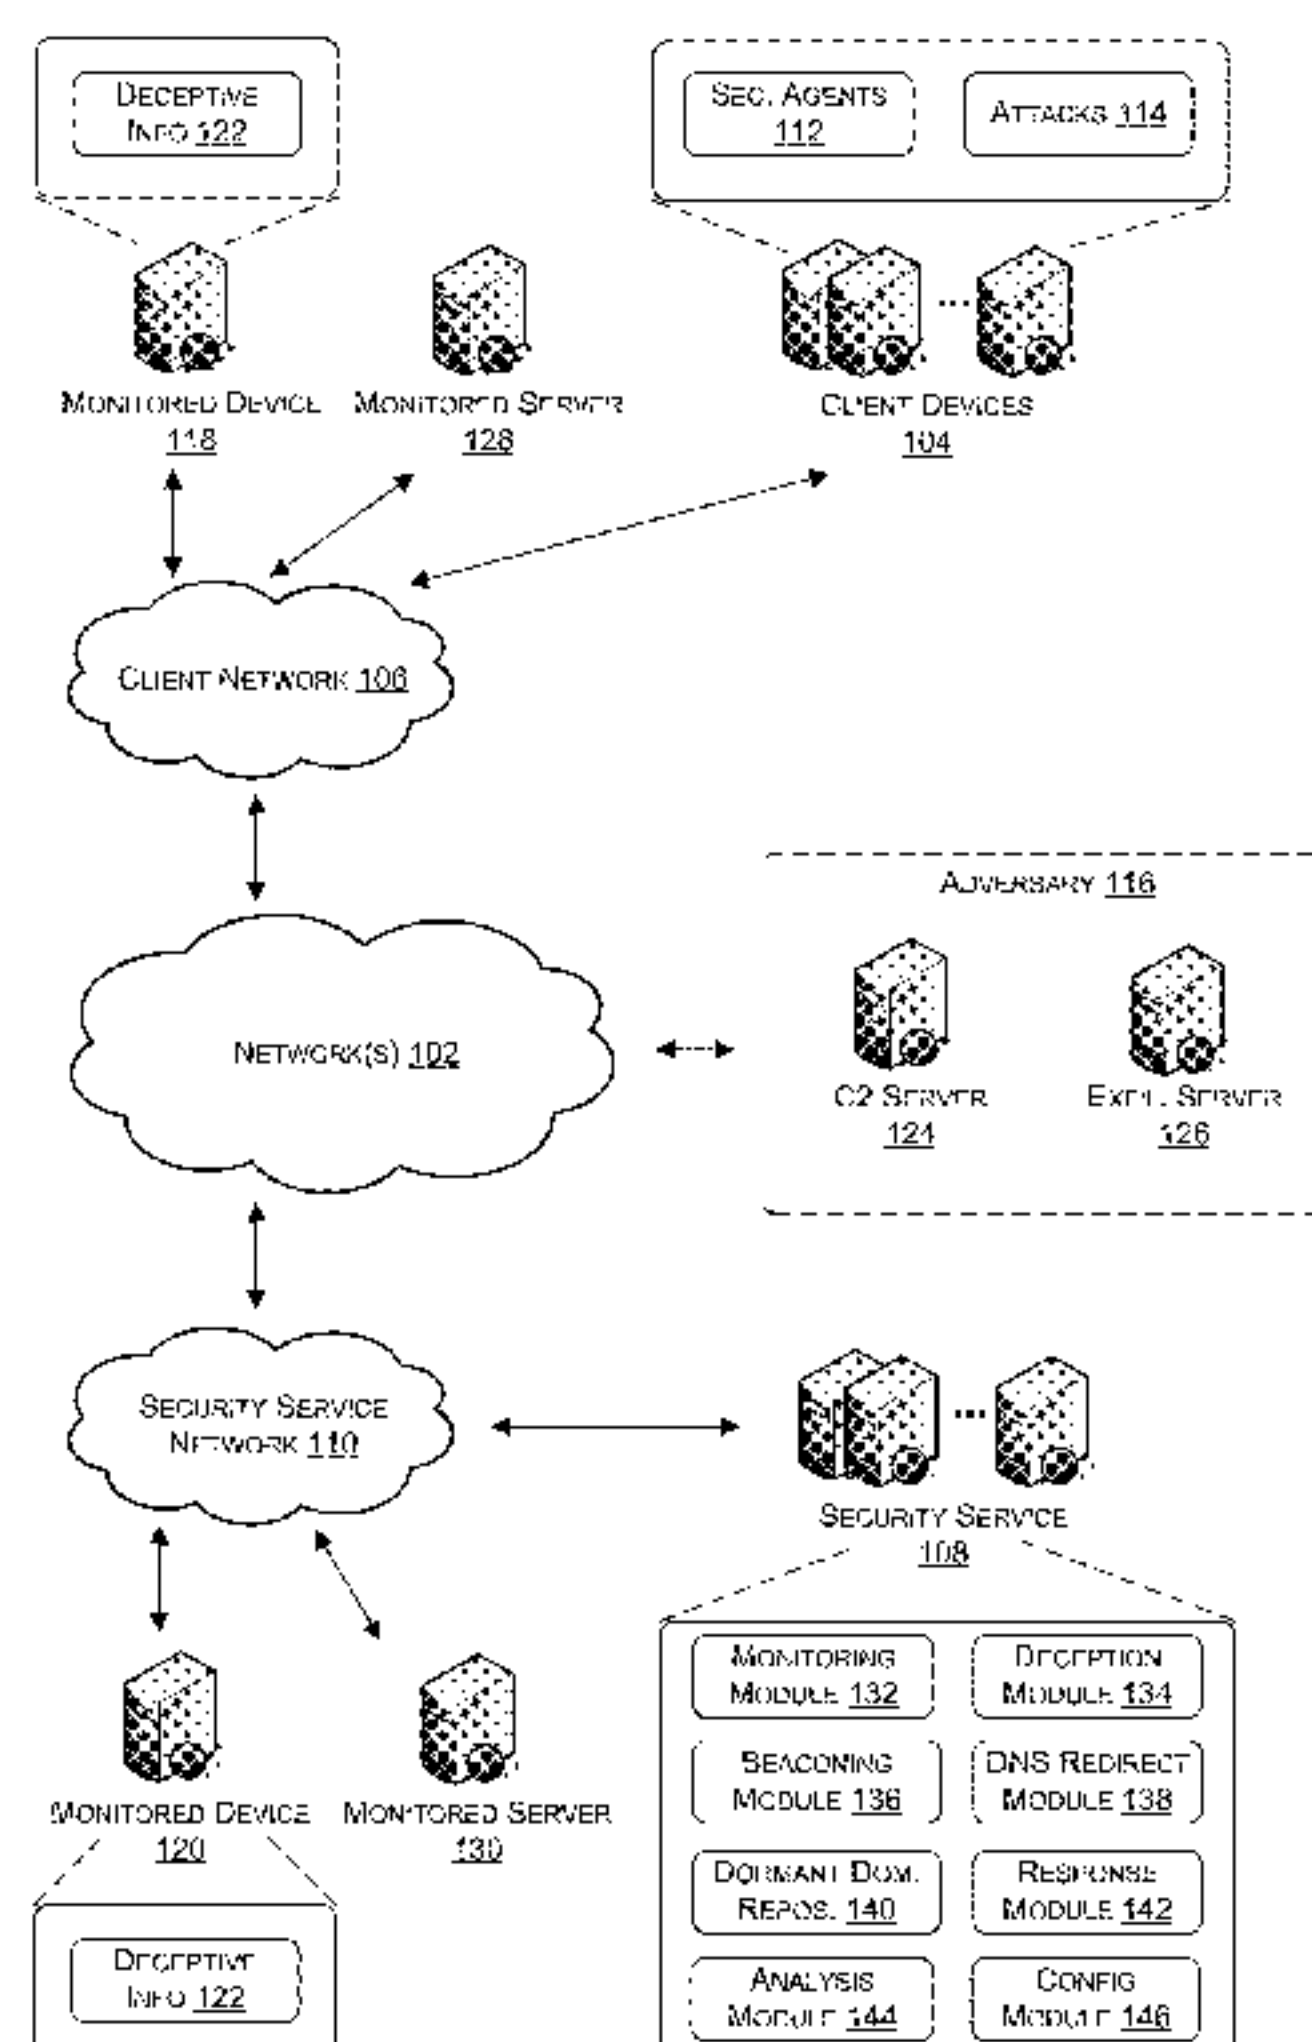 DECEPTIVE
INFO 122
SEC. AGENTS
112
ATTACKS 114
MONITORED DEVICE
118
MONITORED SERVER
128
CLIENT DEVICES
104
CLIENT NETWORK 106
ADVERSARY 116
NETWORK(S) 102
C2 SERVER
124
EXFIL. SERVER
126
SECURITY SERVICE
NETWORK 110
SECURITY SERVICE
108
MONITORED DEVICE
120
MONITORED SERVER
130
MONITORING
MODULE 132
DECEPTION
MODULE 134
BEACONING
MODULE 136
DNS REDIRECT
MODULE 138
DORMANT DOM.
REPOS. 140
RESPONSE
MODULE 142
DECEPTIVE
INFO 122
ANALYSIS
MODULE 144
CONFIG
MODULE 146